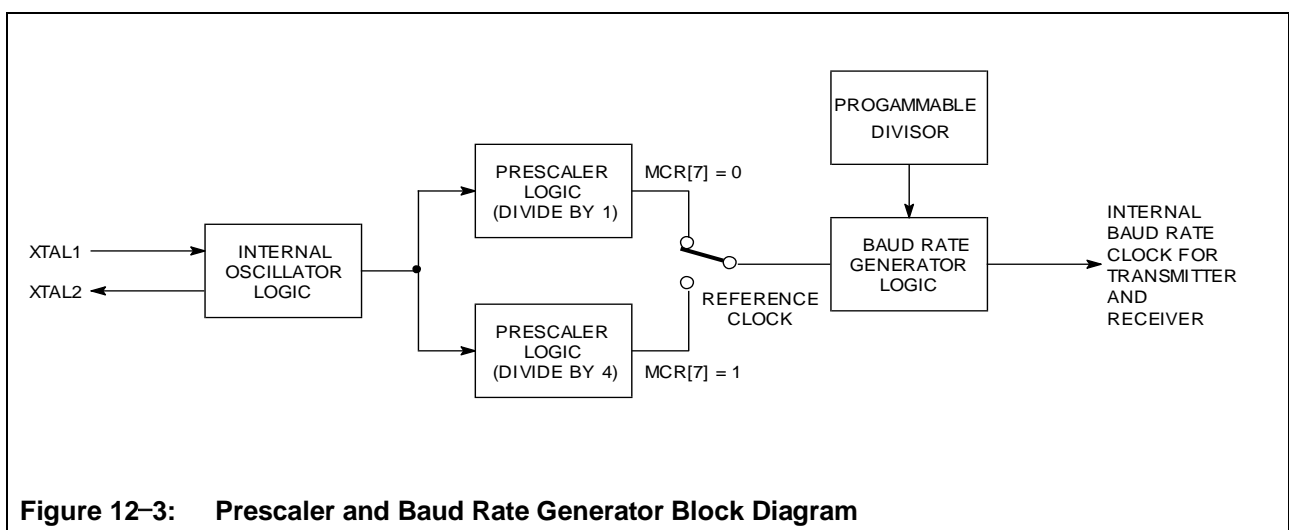 PROGAMMABLE
DIVISOR
PRESCALER
LOGIC
(DIVIDE BY 1)
MCR[7] = 0
XTAL1
XTAL2
INTERNAL
OSCILLATOR
LOGIC
BAUD RATE
GENERATOR
LOGIC
INTERNAL
BAUD RATE
CLOCK FOR
TRANSMITTER
AND
RECEIVER
REFERENCE
CLOCK
PRESCALER
LOGIC
(DIVIDE BY 4)
MCR[7] = 1
Figure 12–3: Prescaler and Baud Rate Generator Block Diagram